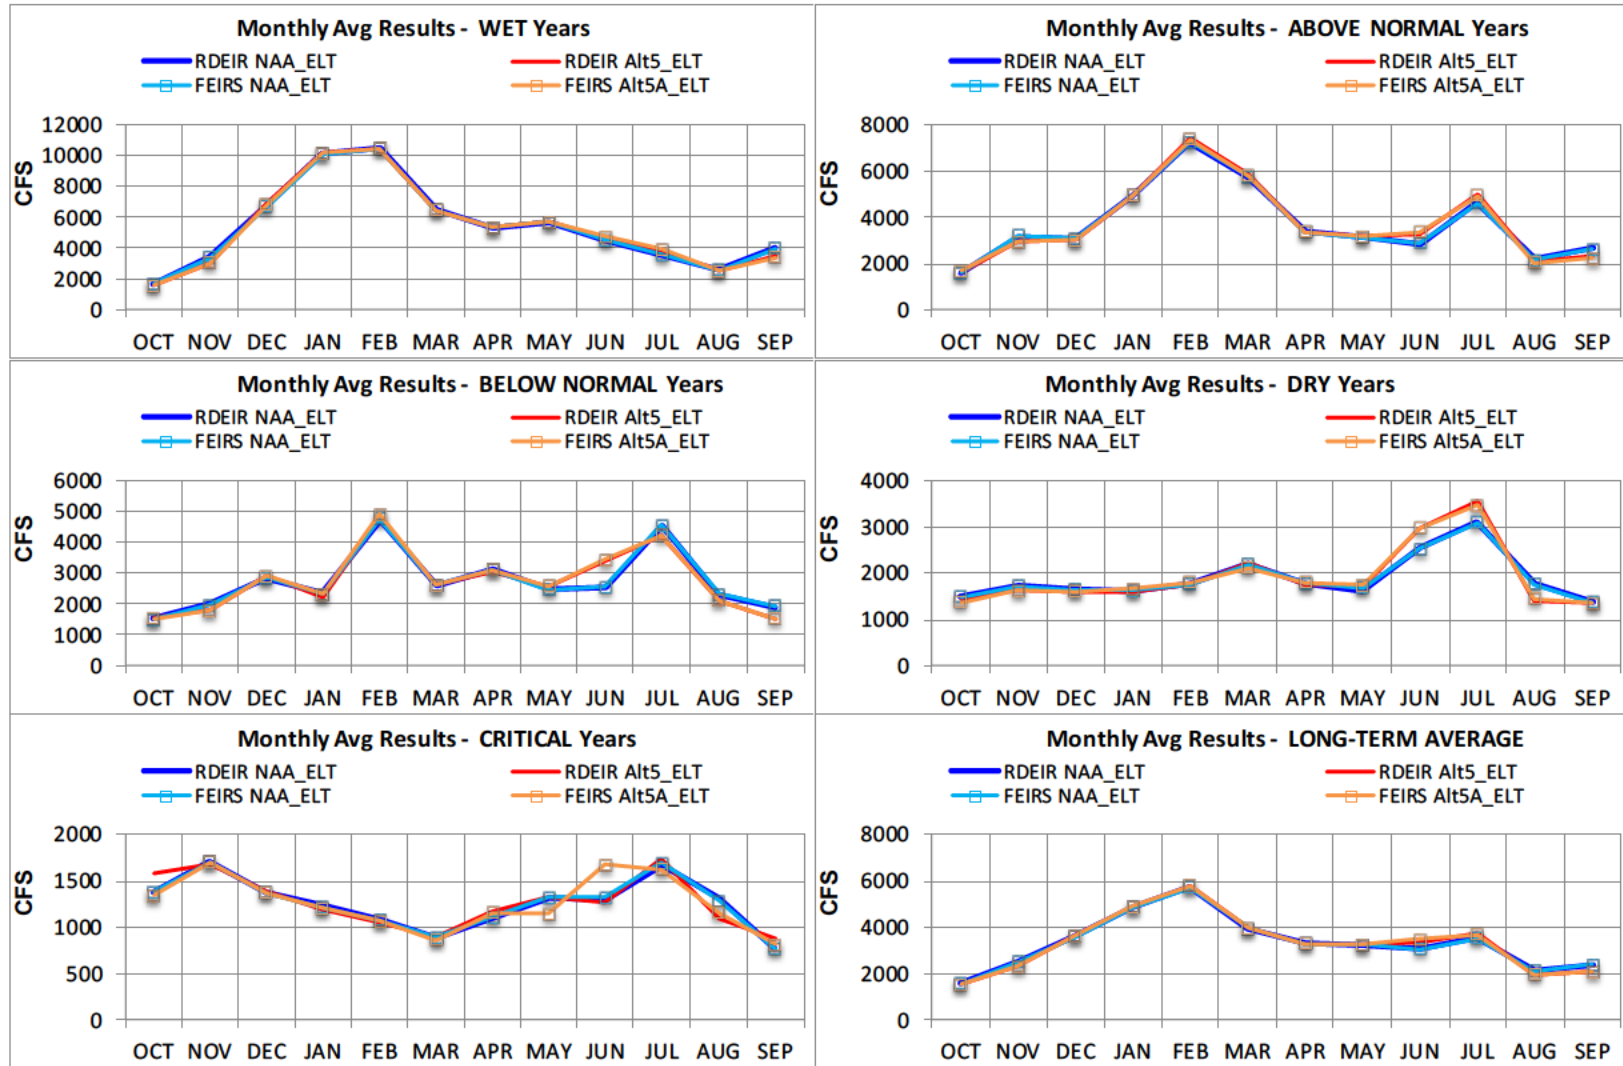 Monthly Avg Results - WET Years
RDEIR NAA_ELT RDEIR Alt5_ELT
FEIRS NAA_ELT FEIRS Alt5A_ELT
12000
10000
8000
6000
4000
2000
0
CFS
OCT NOV DEC JAN FEB MAR APR MAY JUN JUL AUG SEP
Monthly Avg Results - ABOVE NORMAL Years
RDEIR NAA_ELT RDEIR Alt5_ELT
FEIRS NAA_ELT FEIRS Alt5A_ELT
8000
6000
4000
2000
0
CFS
OCT NOV DEC JAN FEB MAR APR MAY JUN JUL AUG SEP
Monthly Avg Results - BELOW NORMAL Years
RDEIR NAA_ELT RDEIR Alt5_ELT
FEIRS NAA_ELT FEIRS Alt5A_ELT
6000
5000
4000
3000
2000
1000
0
CFS
OCT NOV DEC JAN FEB MAR APR MAY JUN JUL AUG SEP
Monthly Avg Results - DRY Years
RDEIR NAA_ELT RDEIR Alt5_ELT
FEIRS NAA_ELT FEIRS Alt5A_ELT
4000
3000
2000
1000
0
CFS
OCT NOV DEC JAN FEB MAR APR MAY JUN JUL AUG SEP
Monthly Avg Results - CRITICAL Years
RDEIR NAA_ELT RDEIR Alt5_ELT
FEIRS NAA_ELT FEIRS Alt5A_ELT
2000
1500
1000
500
0
CFS
OCT NOV DEC JAN FEB MAR APR MAY JUN JUL AUG SEP
Monthly Avg Results - LONG-TERM AVERAGE
RDEIR NAA_ELT RDEIR Alt5_ELT
FEIRS NAA_ELT FEIRS Alt5A_ELT
8000
6000
4000
2000
0
CFS
OCT NOV DEC JAN FEB MAR APR MAY JUN JUL AUG SEP